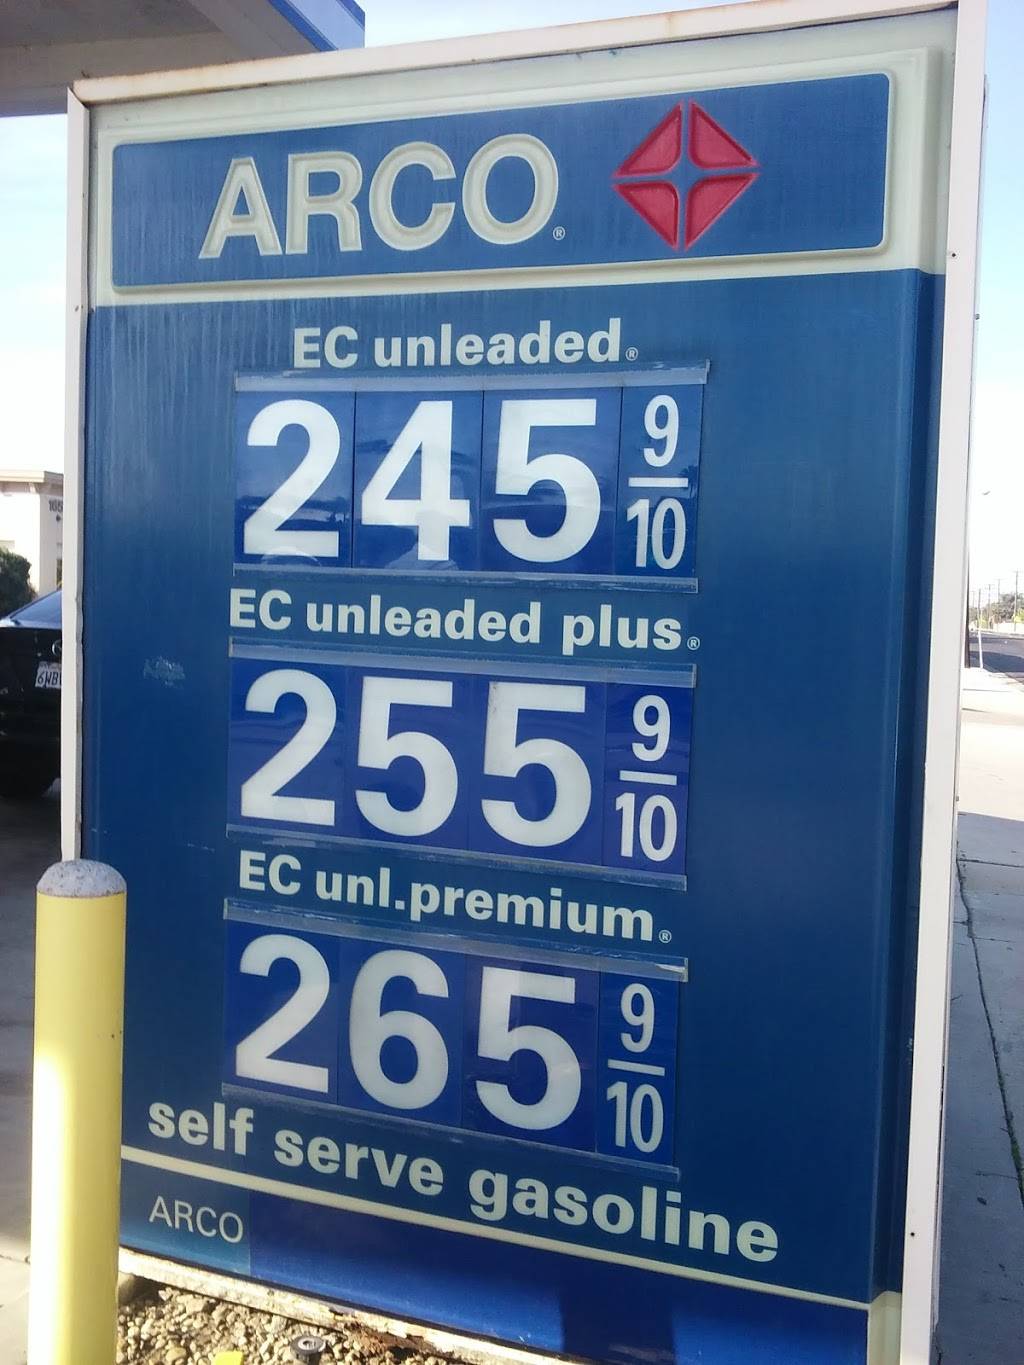 ARCO®
EC unleaded®
245 9/10
EC unleaded plus®
255 9/10
EC unl.premium®
265 9/10
self serve gasoline
ARCO